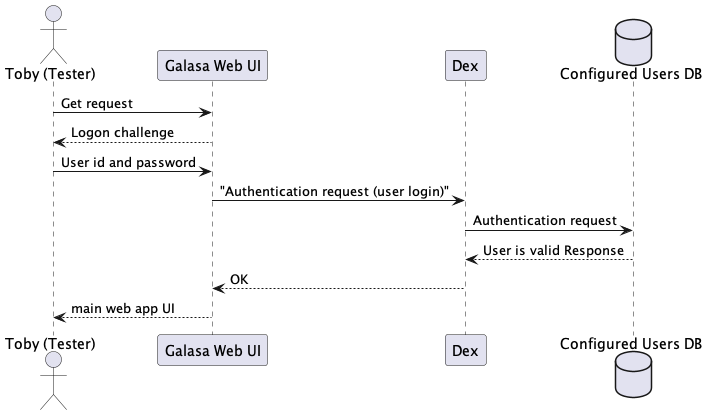 Toby (Tester)
Galasa Web UI
Dex
Configured Users DB
Get request
Logon challenge
User id and password
"Authentication request (user login)"
Authentication request
User is valid Response
OK
main web app UI
Toby (Tester)
Galasa Web UI
Dex
Configured Users DB